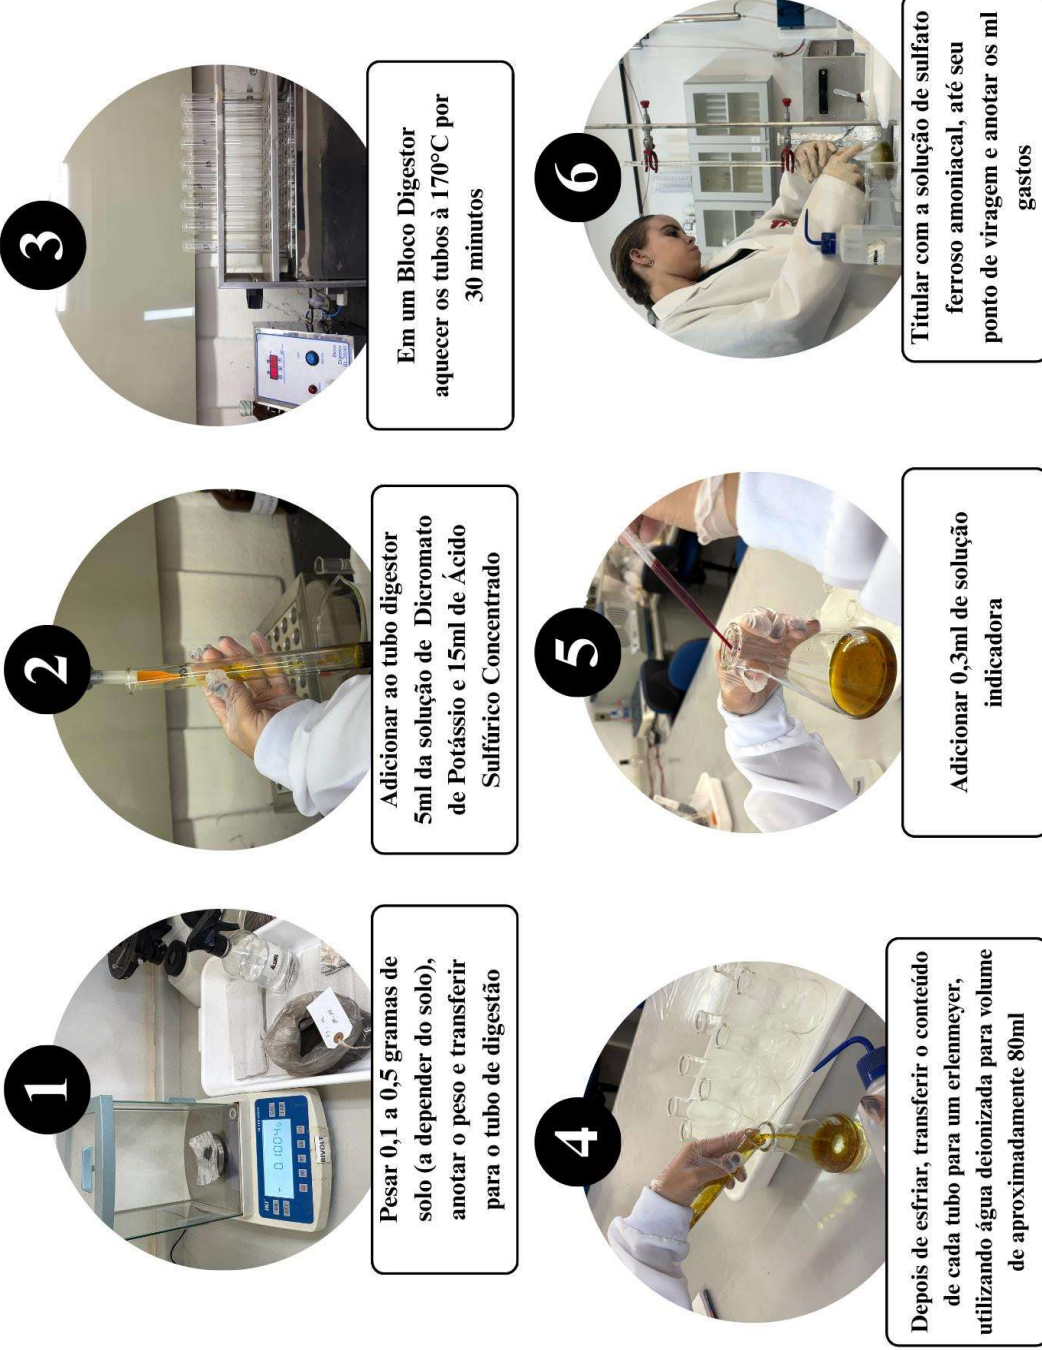 1
Pesar 0,1 a 0,5 gramas de
solo (a depender do solo),
anotar o peso e transferir
para o tubo de digestão
2
Adicionar ao tubo digestor
5ml da solução de Dicromato
de Potássio e 15ml de Ácido
Sulfúrico Concentrado
3
Em um Bloco Digestor
aquecer os tubos à 170°C por
30 minutos
4
Depois de esfriar, transferir o conteúdo
de cada tubo para um erlenmeyer,
utilizando água deionizada para volume
de aproximadamente 80ml
5
Adicionar 0,3ml de solução
indicadora
6
Titular com a solução de sulfato
ferroso amoniacal, até seu
ponto de viragem e anotar os ml
gastos
0.1004
BIVOLT